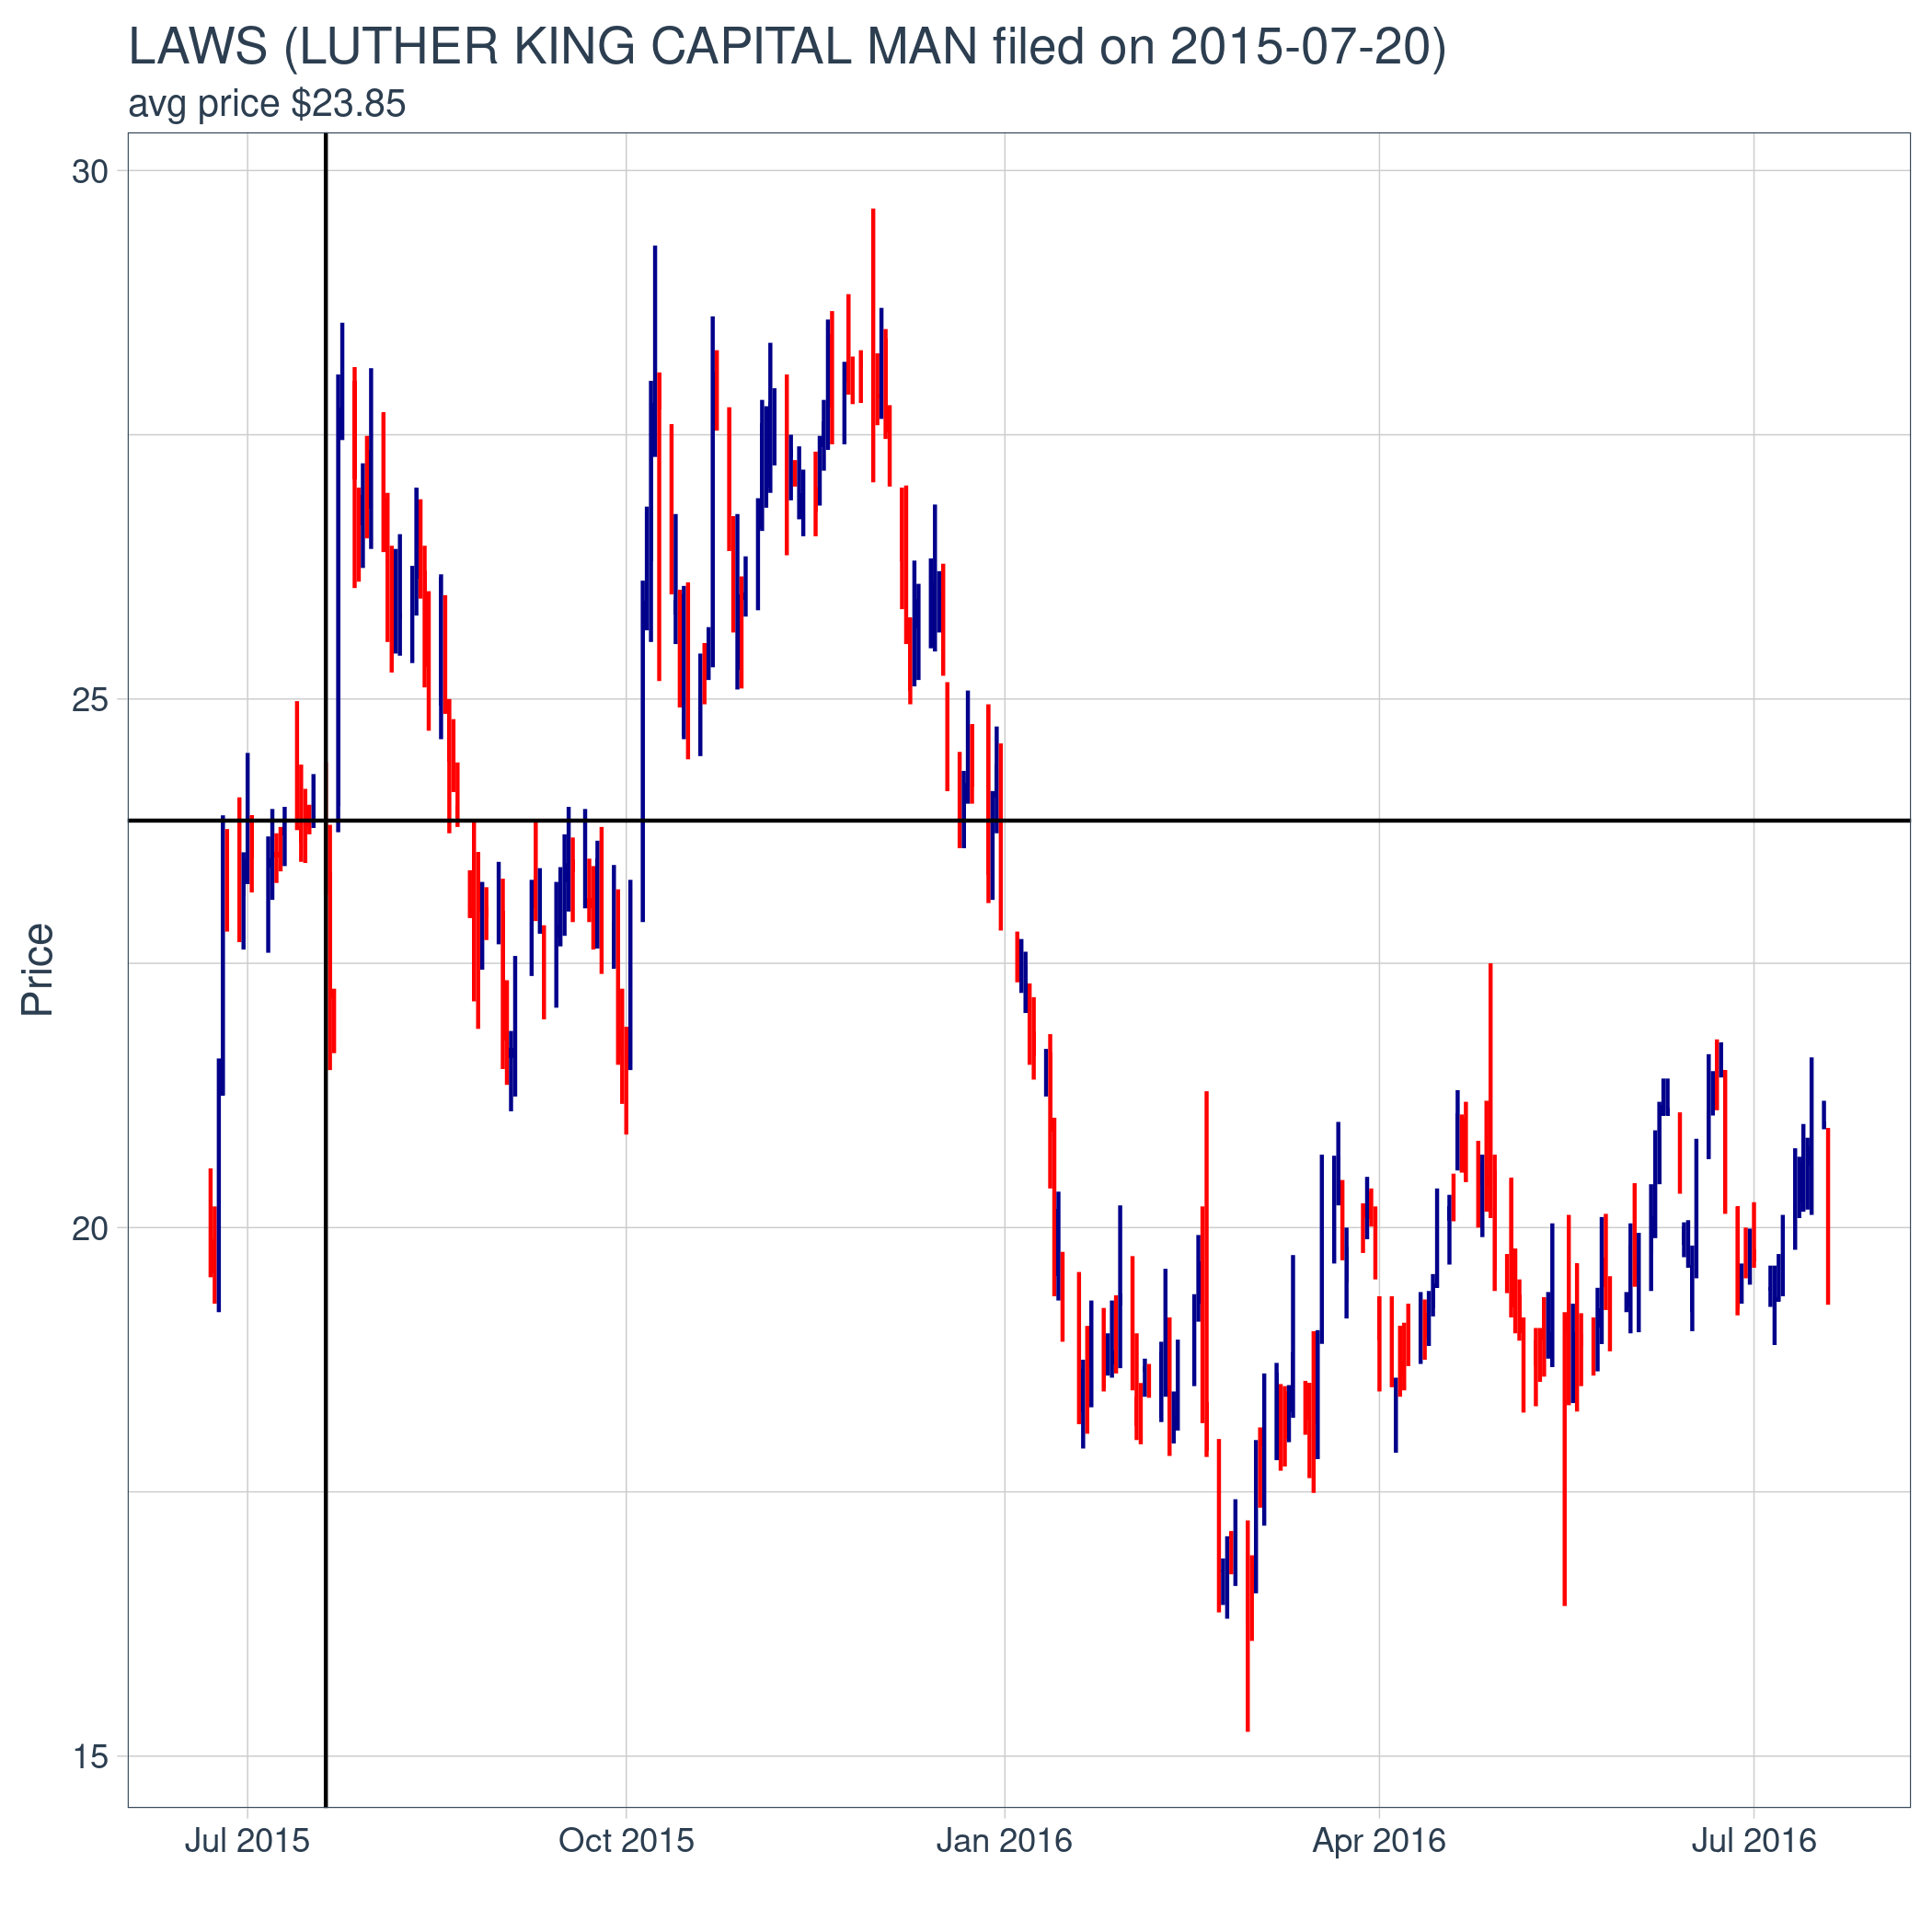 LAWS (LUTHER KING CAPITAL MAN filed on 2015-07-20)
avg price $23.85
30
25
20
15
Price
Jul 2015
Oct 2015
Jan 2016
Apr 2016
Jul 2016